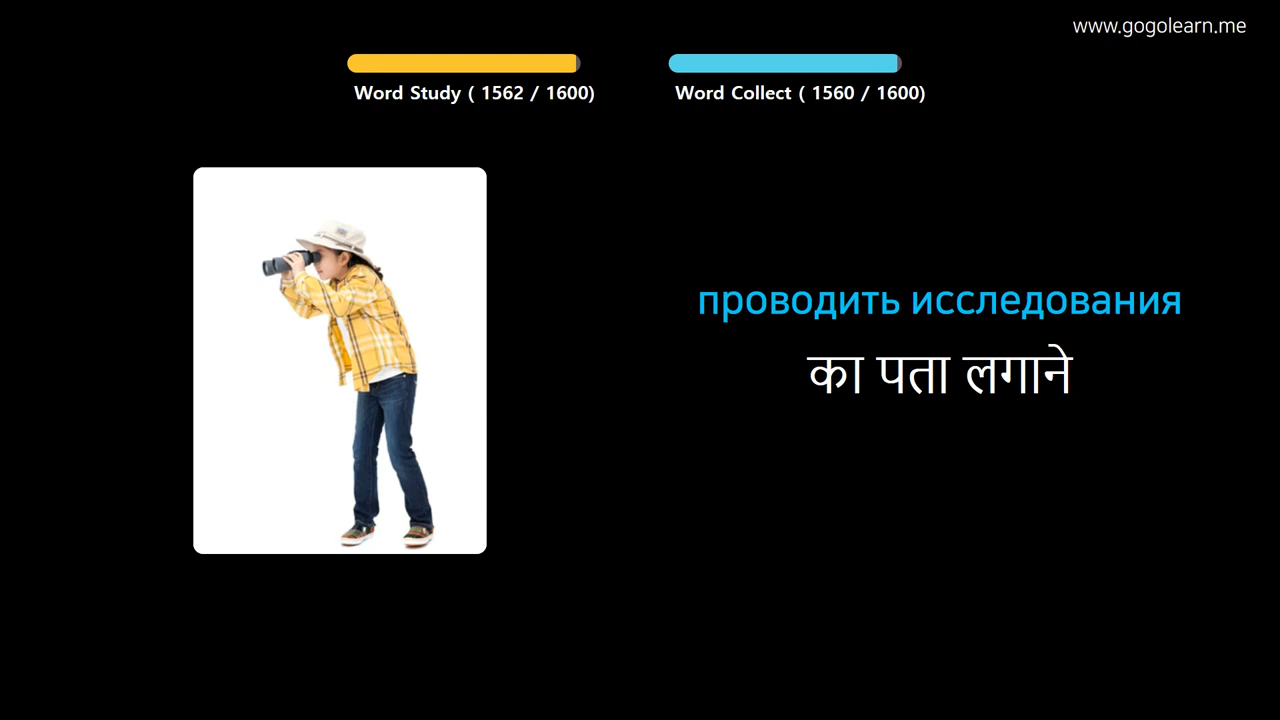 www.gogolearn.me
Word Study ( 1562 / 1600)
Word Collect ( 1560 / 1600)
проводить исследования
का पता लगाने